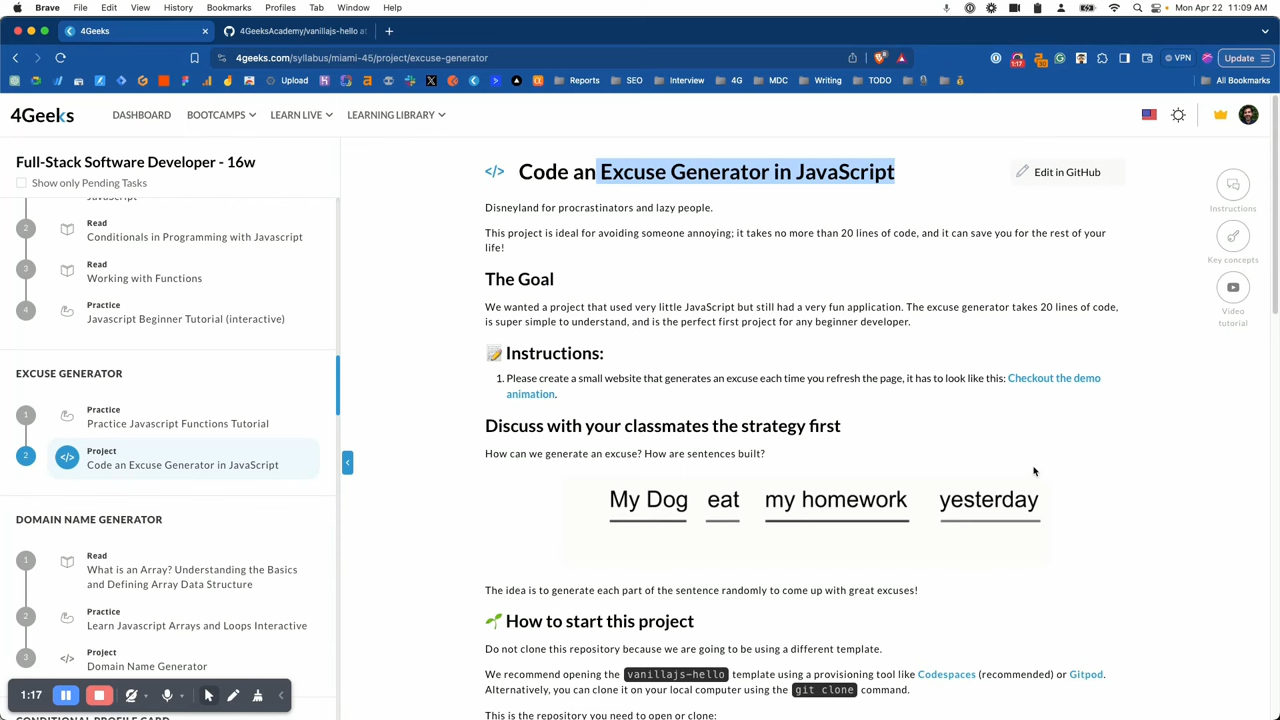 Brave File Edit View History Bookmarks Profiles Tab Window Help Mon Apr 22 11:09 AM
4Geeks 4GeeksAcademy/vanillajs-hello at
4geeks.com/syllabus/miami-45/project/excuse-generator 1:17 VPN Update
Upload Reports SEO Interview 4G MDC Writing TODO All Bookmarks
4Geeks DASHBOARD BOOTCAMPS LEARN LIVE LEARNING LIBRARY
Full-Stack Software Developer - 16w
Show only Pending Tasks
JavaScript
2 Read
Conditionals in Programming with Javascript
3 Read
Working with Functions
4 Practice
Javascript Beginner Tutorial (interactive)
EXCUSE GENERATOR
1 Practice
Practice Javascript Functions Tutorial
2 Project
Code an Excuse Generator in JavaScript
DOMAIN NAME GENERATOR
1 Read
What is an Array? Understanding the Basics
and Defining Array Data Structure
2 Practice
Learn Javascript Arrays and Loops Interactive
3 Project
Domain Name Generator
1:17
CONDITIONAL PROFILE CARD
</> Code an Excuse Generator in JavaScript
Edit in GitHub
Disneyland for procrastinators and lazy people.
This project is ideal for avoiding someone annoying; it takes no more than 20 lines of code, and it can save you for the rest of your
life!
The Goal
We wanted a project that used very little JavaScript but still had a very fun application. The excuse generator takes 20 lines of code,
is super simple to understand, and is the perfect first project for any beginner developer.
📝 Instructions:
1. Please create a small website that generates an excuse each time you refresh the page, it has to look like this: Checkout the demo
animation.
Discuss with your classmates the strategy first
How can we generate an excuse? How are sentences built?
My Dog eat my homework yesterday
The idea is to generate each part of the sentence randomly to come up with great excuses!
🌱 How to start this project
Do not clone this repository because we are going to be using a different template.
We recommend opening the vanillajs-hello template using a provisioning tool like Codespaces (recommended) or Gitpod.
Alternatively, you can clone it on your local computer using the git clone command.
This is the repository you need to open or clone:
Instructions
Key concepts
Video
tutorial